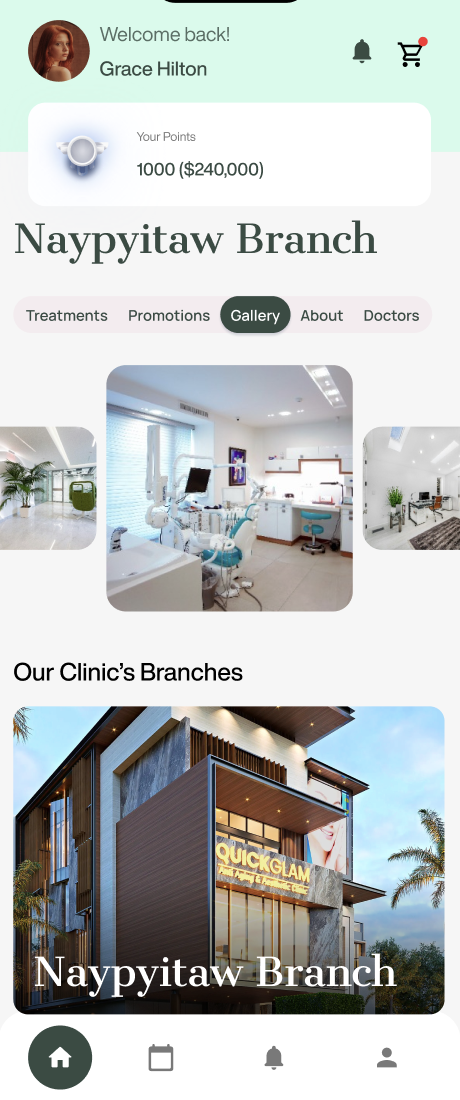 Welcome back!
Grace Hilton
Your Points
1000 ($240,000)
Naypyitaw Branch
Treatments
Promotions
Gallery
About
Doctors
Our Clinic's Branches
QUICKGLAM
Anti Aging & Aesthetic Clinic
Naypyitaw Branch